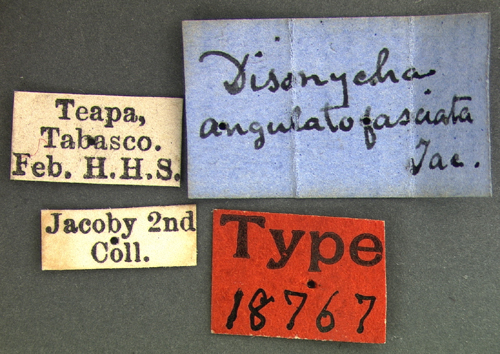 Teapa,
Tabasco.
Feb. H.H.S.
Disonycha
angulatofasciata
Jac.
Jacoby 2nd
Coll.
Type
18767